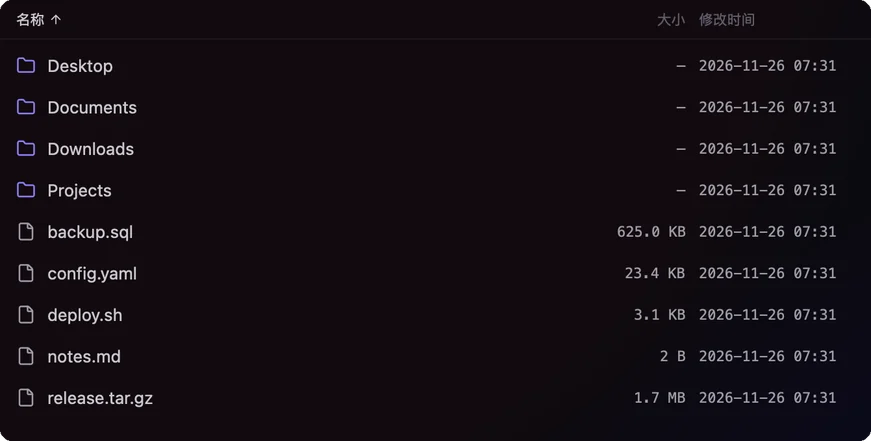 名称 ↑ 大小 修改时间
Desktop — 2026-11-26 07:31
Documents — 2026-11-26 07:31
Downloads — 2026-11-26 07:31
Projects — 2026-11-26 07:31
backup.sql 625.0 KB 2026-11-26 07:31
config.yaml 23.4 KB 2026-11-26 07:31
deploy.sh 3.1 KB 2026-11-26 07:31
notes.md 2 B 2026-11-26 07:31
release.tar.gz 1.7 MB 2026-11-26 07:31